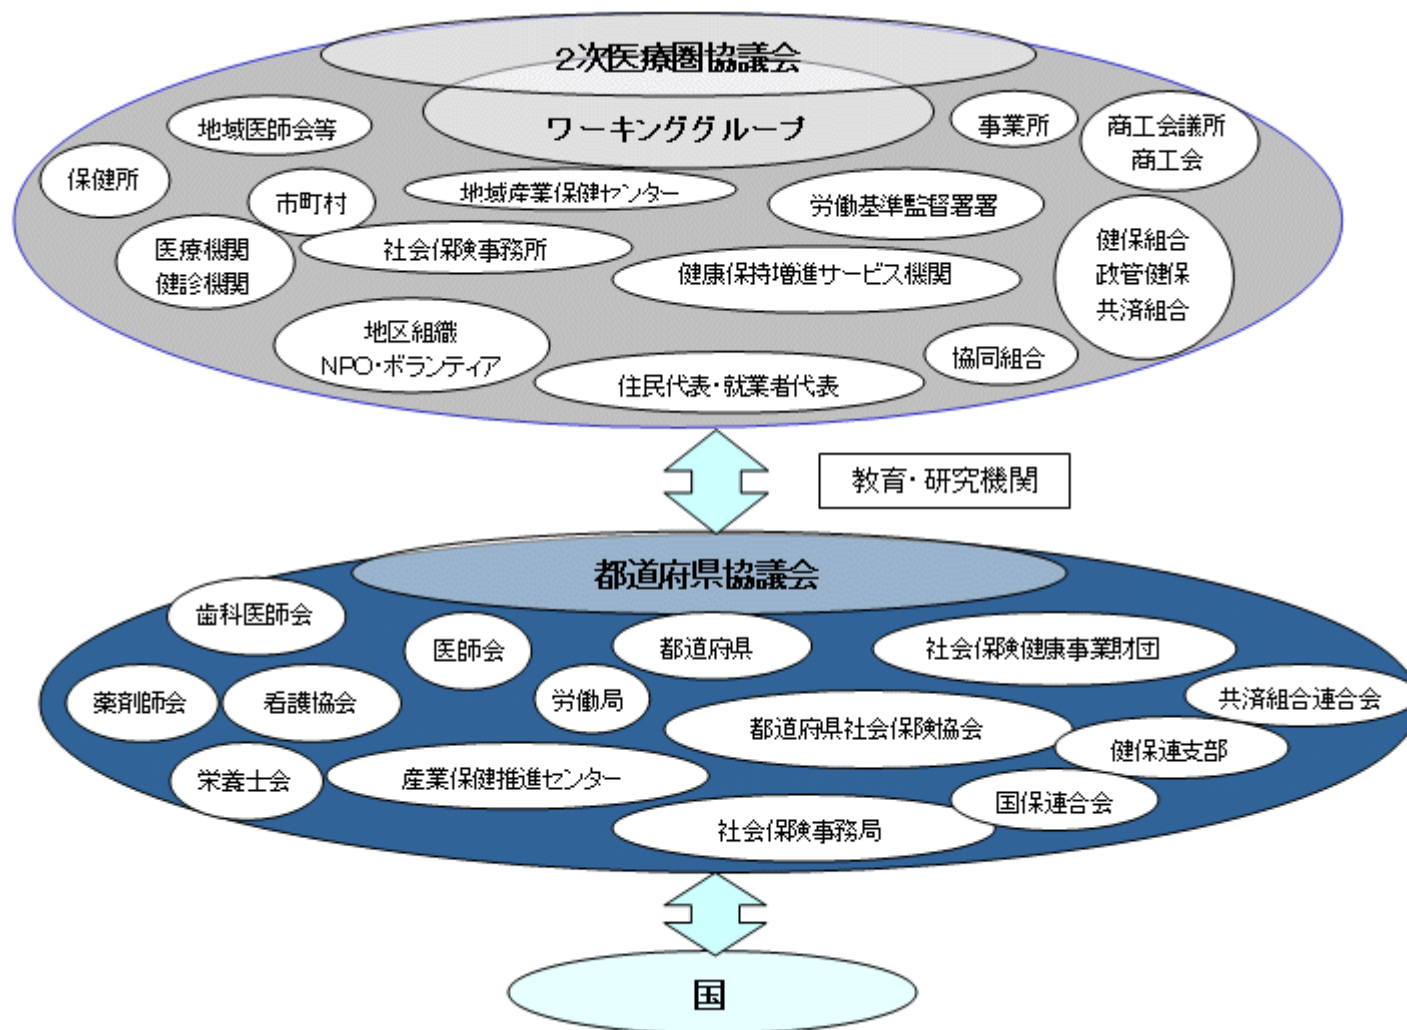 2次医療圏協議会
ワーキンググループ
地域医師会等
事業所
商工会議所
商工会
保健所
市町村
地域産業保健センター
労働基準監督署署
医療機関
健診機関
社会保険事務所
健康保持増進サービス機関
健保組合
政管健保
共済組合
地区組織
NPO・ボランティア
住民代表・就業者代表
協同組合
教育・研究機関
都道府県協議会
歯科医師会
医師会
都道府県
社会保険健康事業財団
薬剤師会
看護協会
労働局
都道府県社会保険協会
共済組合連合会
健保連支部
栄養士会
産業保健推進センター
国保連合会
社会保険事務局
国